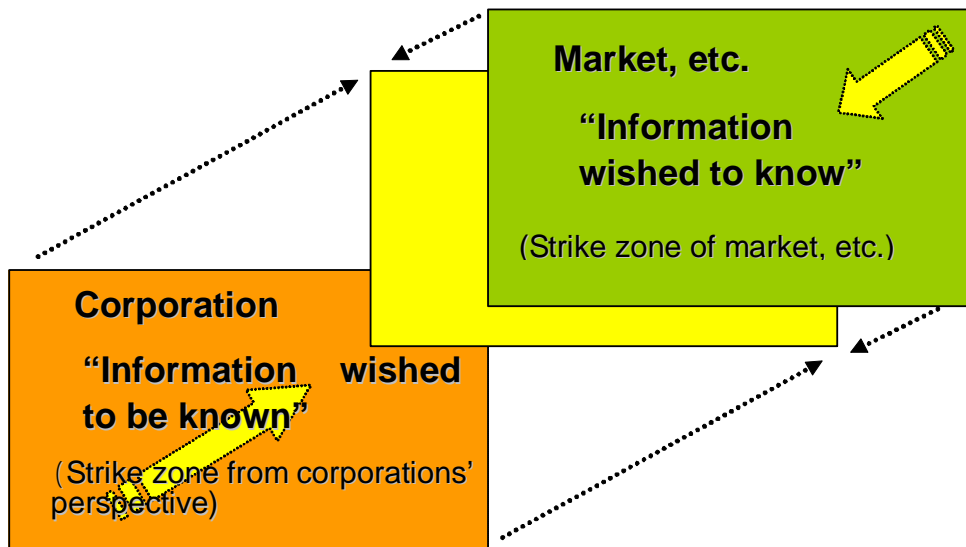 Market, etc.
“Information
wished to know”
(Strike zone of market, etc.)
Corporation
“Information wished
to be known”
(Strike zone from corporations’
perspective)